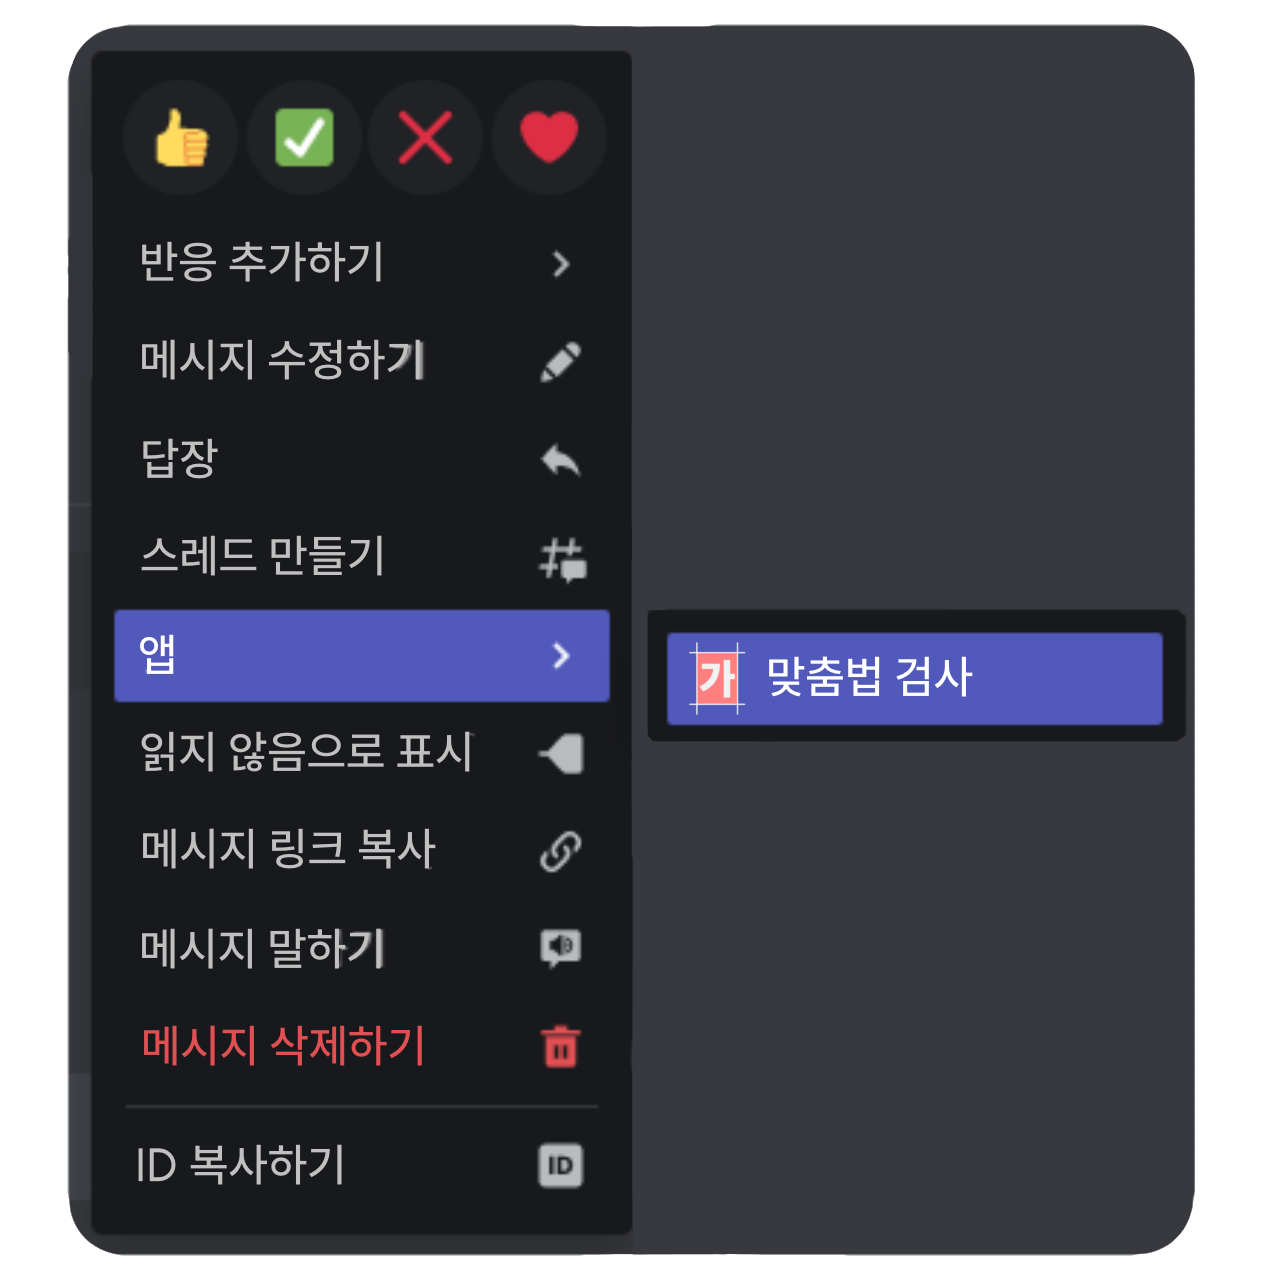 반응 추가하기
메시지 수정하기
답장
스레드 만들기
앱
가 맞춤법 검사
읽지 않음으로 표시
메시지 링크 복사
메시지 말하기
메시지 삭제하기
ID 복사하기 ID